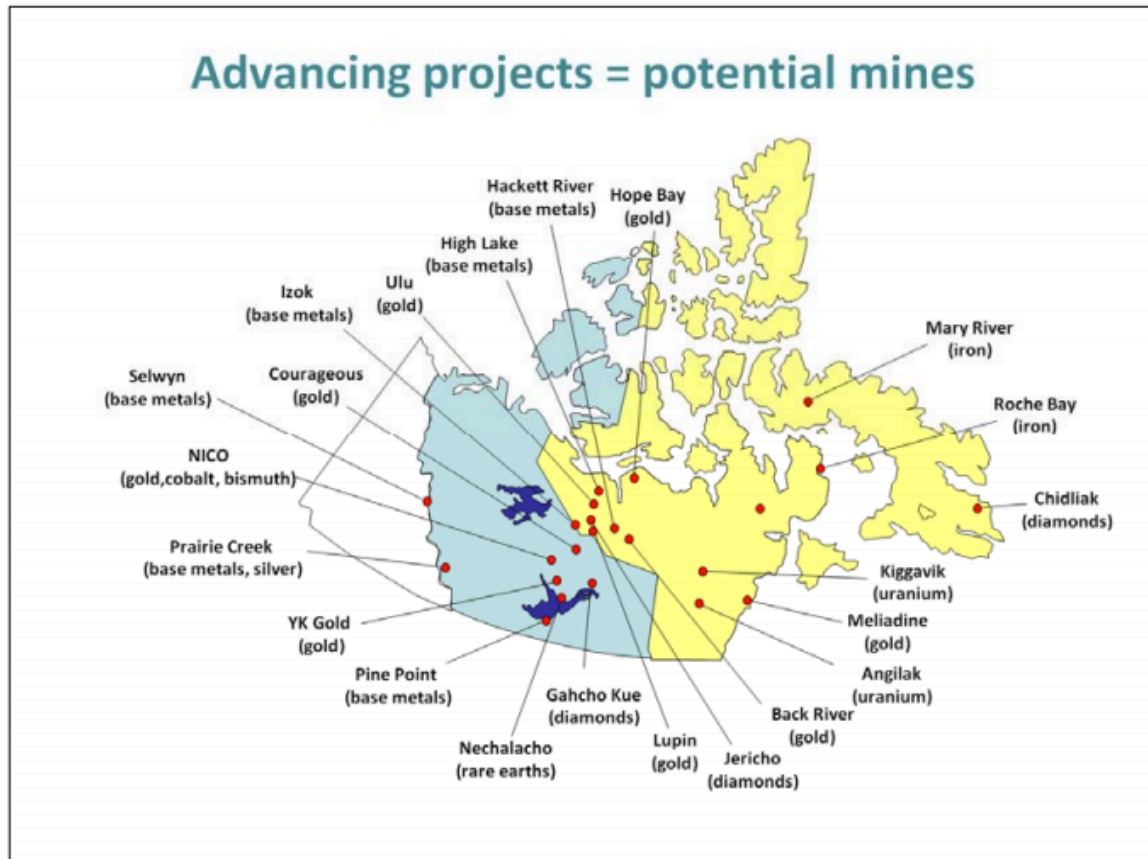 Advancing projects = potential mines
Hackett River
(base metals)
Hope Bay
(gold)
High Lake
(base metals)
Ulu
(gold)
Izok
(base metals)
Mary River
(iron)
Courageous
(gold)
Selwyn
(base metals)
Roche Bay
(iron)
NICO
(gold,cobalt, bismuth)
Chidliak
(diamonds)
Prairie Creek
(base metals, silver)
Kiggavik
(uranium)
YK Gold
(gold)
Meliadine
(gold)
Pine Point
(base metals)
Gahcho Kue
(diamonds)
Angilak
(uranium)
Back River
(gold)
Nechalacho
(rare earths)
Lupin
(gold)
Jericho
(diamonds)